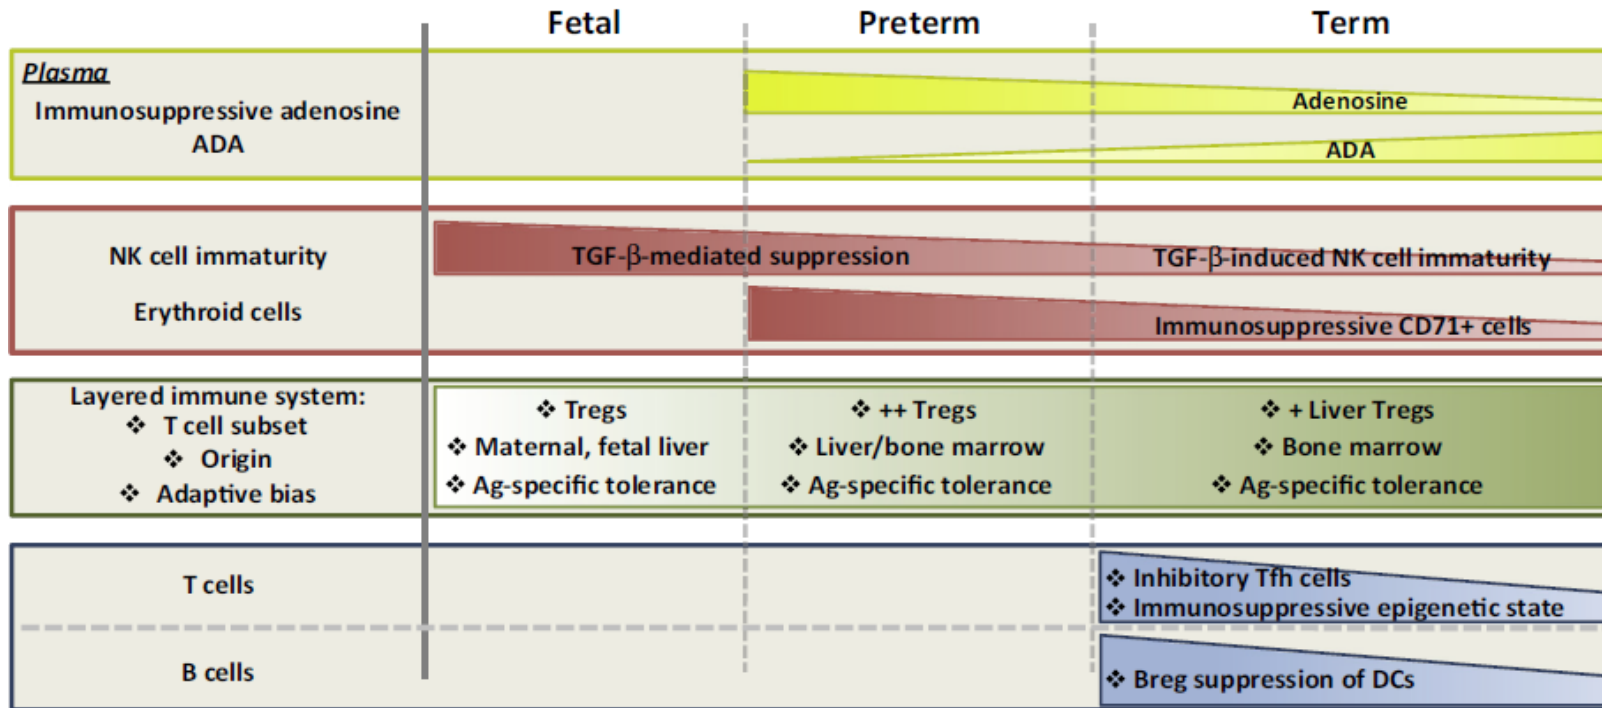 Fetal Preterm Term
Plasma
Immunosuppressive adenosine
ADA
Adenosine
ADA
NK cell immaturity
TGF-β-mediated suppression
TGF-β-induced NK cell immaturity
Erythroid cells
Immunosuppressive CD71+ cells
Layered immune system:
❖ T cell subset
❖ Origin
❖ Adaptive bias
❖ Tregs
❖ Maternal, fetal liver
❖ Ag-specific tolerance
❖ ++ Tregs
❖ Liver/bone marrow
❖ Ag-specific tolerance
❖ + Liver Tregs
❖ Bone marrow
❖ Ag-specific tolerance
T cells
❖ Inhibitory Tfh cells
❖ Immunosuppressive epigenetic state
B cells
❖ Breg suppression of DCs